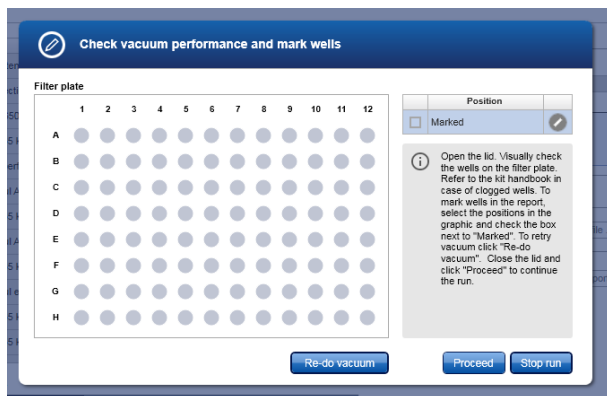 Check vacuum performance and mark wells
Filter plate
1 2 3 4 5 6 7 8 9 10 11 12
A
B
C
D
E
F
G
H
Position
Marked
Open the lid. Visually check
the wells on the filter plate.
Refer to the kit handbook in
case of clogged wells. To
mark wells in the report,
select the positions in the
graphic and check the box
next to "Marked". To retry
vacuum click "Re-do
vacuum". Close the lid and
click "Proceed" to continue
the run.
Re-do vacuum
Proceed
Stop run